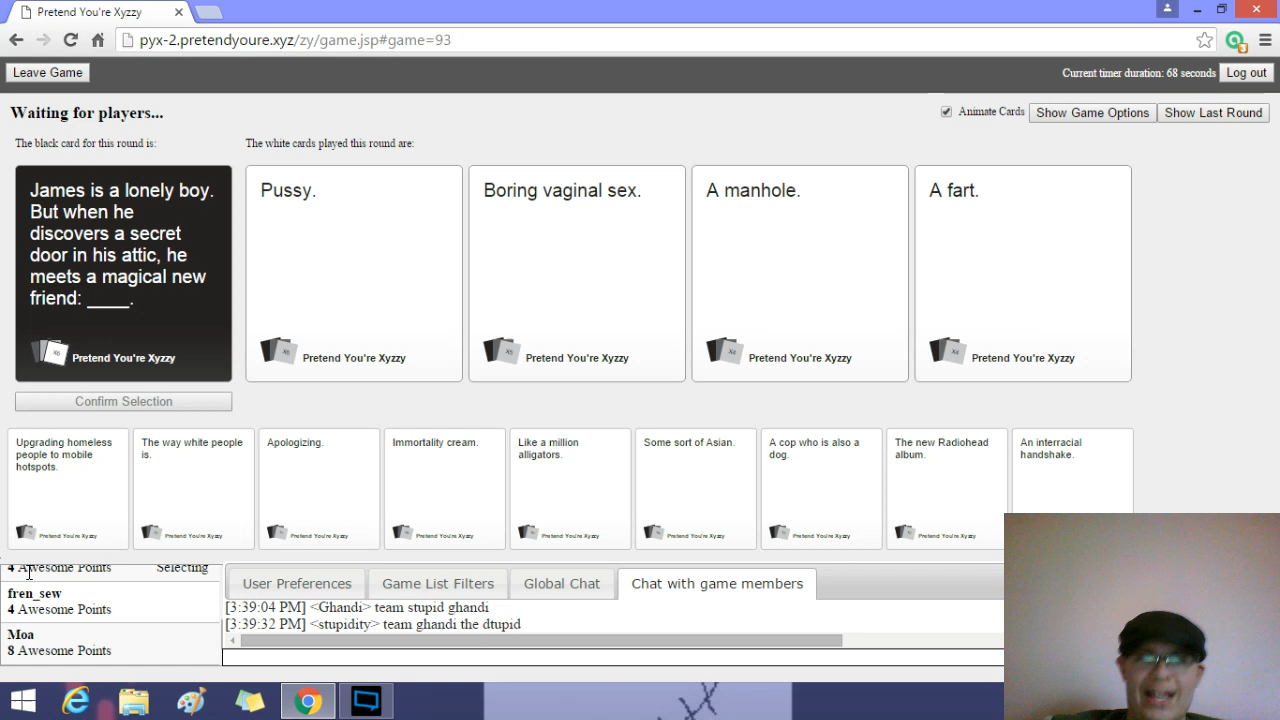 Pretend You're Xyzzy
pyx-2.pretendyoure.xyz/zy/game.jsp#game=93
3
Leave Game
Current timer duration: 68 seconds
Log out
Waiting for players...
Animate Cards
Show Game Options
Show Last Round
The black card for this round is:
The white cards played this round are:
James is a lonely boy.
But when he
discovers a secret
door in his attic, he
meets a magical new
friend: ____.
X6 Pretend You're Xyzzy
Pussy.
X6 Pretend You're Xyzzy
Boring vaginal sex.
X5 Pretend You're Xyzzy
A manhole.
X4 Pretend You're Xyzzy
A fart.
X4 Pretend You're Xyzzy
Confirm Selection
Upgrading homeless
people to mobile
hotspots.
Pretend You're Xyzzy
The way white people
is.
Pretend You're Xyzzy
Apologizing.
Pretend You're Xyzzy
Immortality cream.
Pretend You're Xyzzy
Like a million
alligators.
Pretend You're Xyzzy
Some sort of Asian.
Pretend You're Xyzzy
A cop who is also a
dog.
Pretend You're Xyzzy
The new Radiohead
album.
Pretend You're Xyzzy
An interracial
handshake.
4 Awesome Points Selecting
fren_sew
4 Awesome Points
Moa
8 Awesome Points
User Preferences
Game List Filters
Global Chat
Chat with game members
[3:39:04 PM] <Ghandi> team stupid ghandi
[3:39:32 PM] <stupidity> team ghandi the dtupid